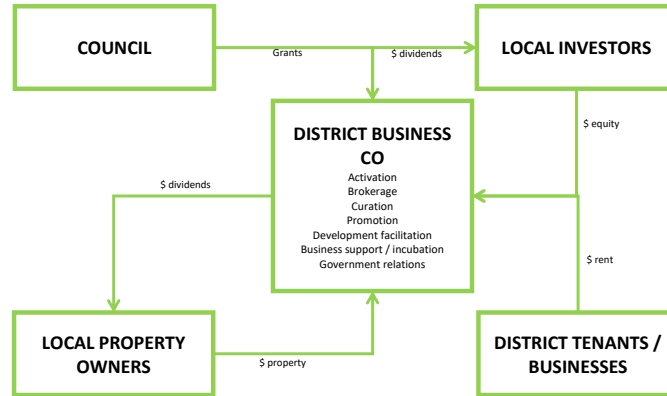 COUNCIL
Grants
$ dividends
LOCAL INVESTORS
$ equity
DISTRICT BUSINESS
CO
Activation
Brokerage
Curation
Promotion
Development facilitation
Business support / incubation
Government relations
$ dividends
$ rent
LOCAL PROPERTY
OWNERS
$ property
DISTRICT TENANTS /
BUSINESSES